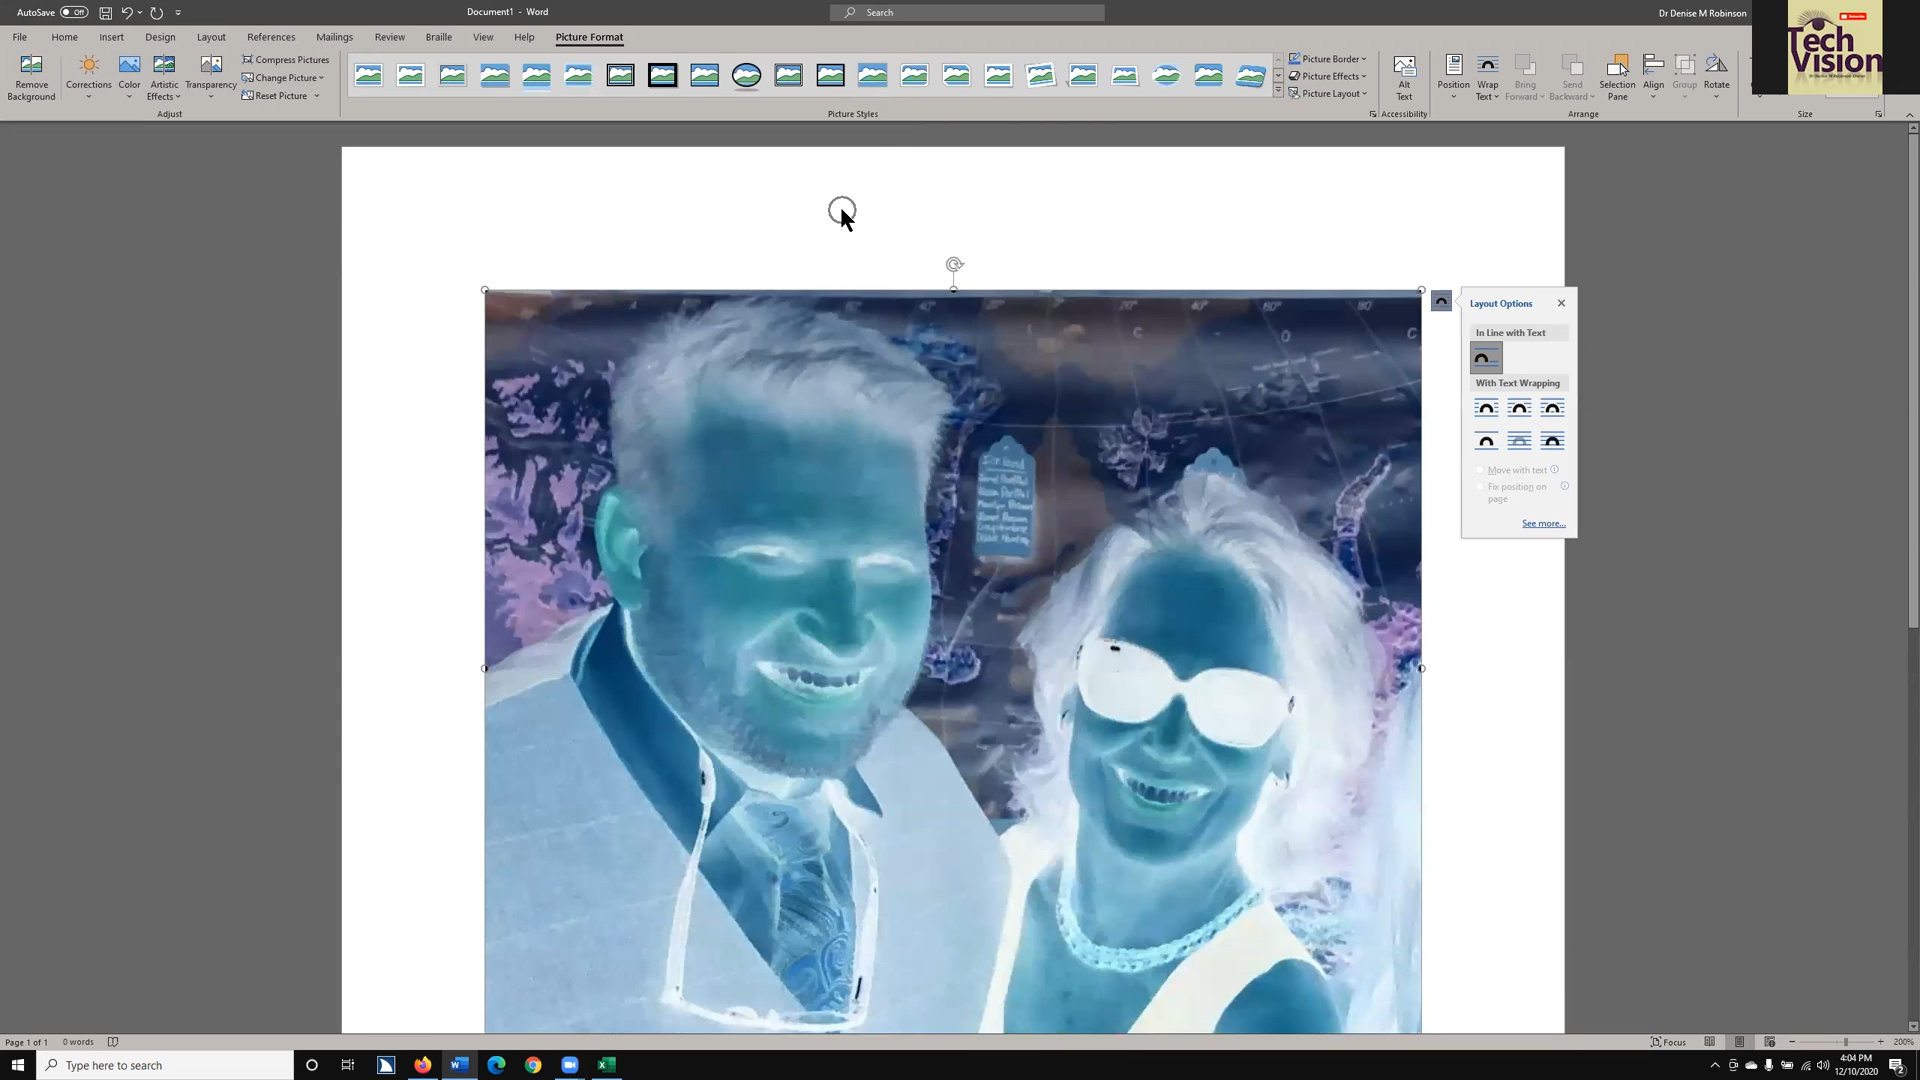 AutoSave Off
Document1 - Word
Search
Dr Denise M Robinson
Tech
Vision
File Home Insert Design Layout References Mailings Review Braille View Help Picture Format
Remove Background
Corrections
Color
Artistic Effects
Transparency
Compress Pictures
Change Picture
Reset Picture
Picture Border
Picture Effects
Picture Layout
Alt Text
Position
Wrap Text
Bring Forward
Send Backward
Selection Pane
Align
Group
Rotate
Adjust
Picture Styles
Accessibility
Arrange
Size
Layout Options
In Line with Text
With Text Wrapping
Move with text
Fix position on
page
See more...
Page 1 of 1 0 words
Focus
200%
Type here to search
4:04 PM
12/10/2020
2